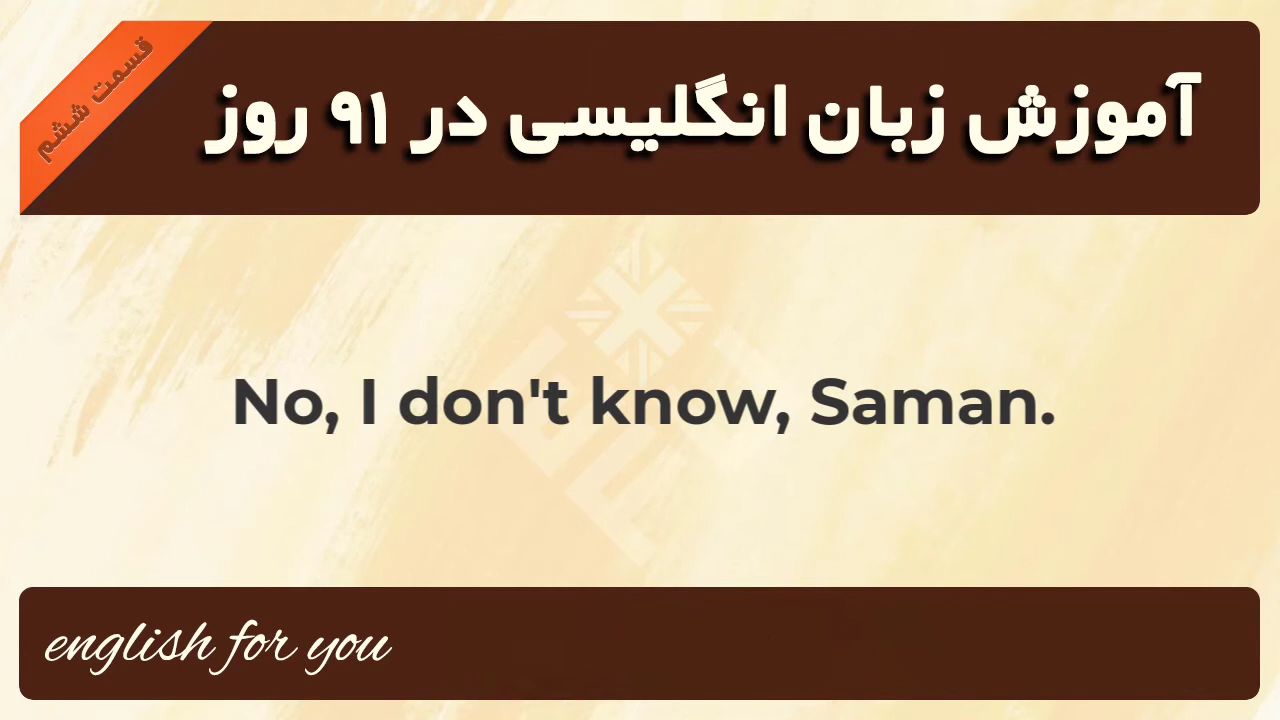 قسمت ششم
آموزش زبان انگلیسی در ۹۱ روز
No, I don't know, Saman.
english for you